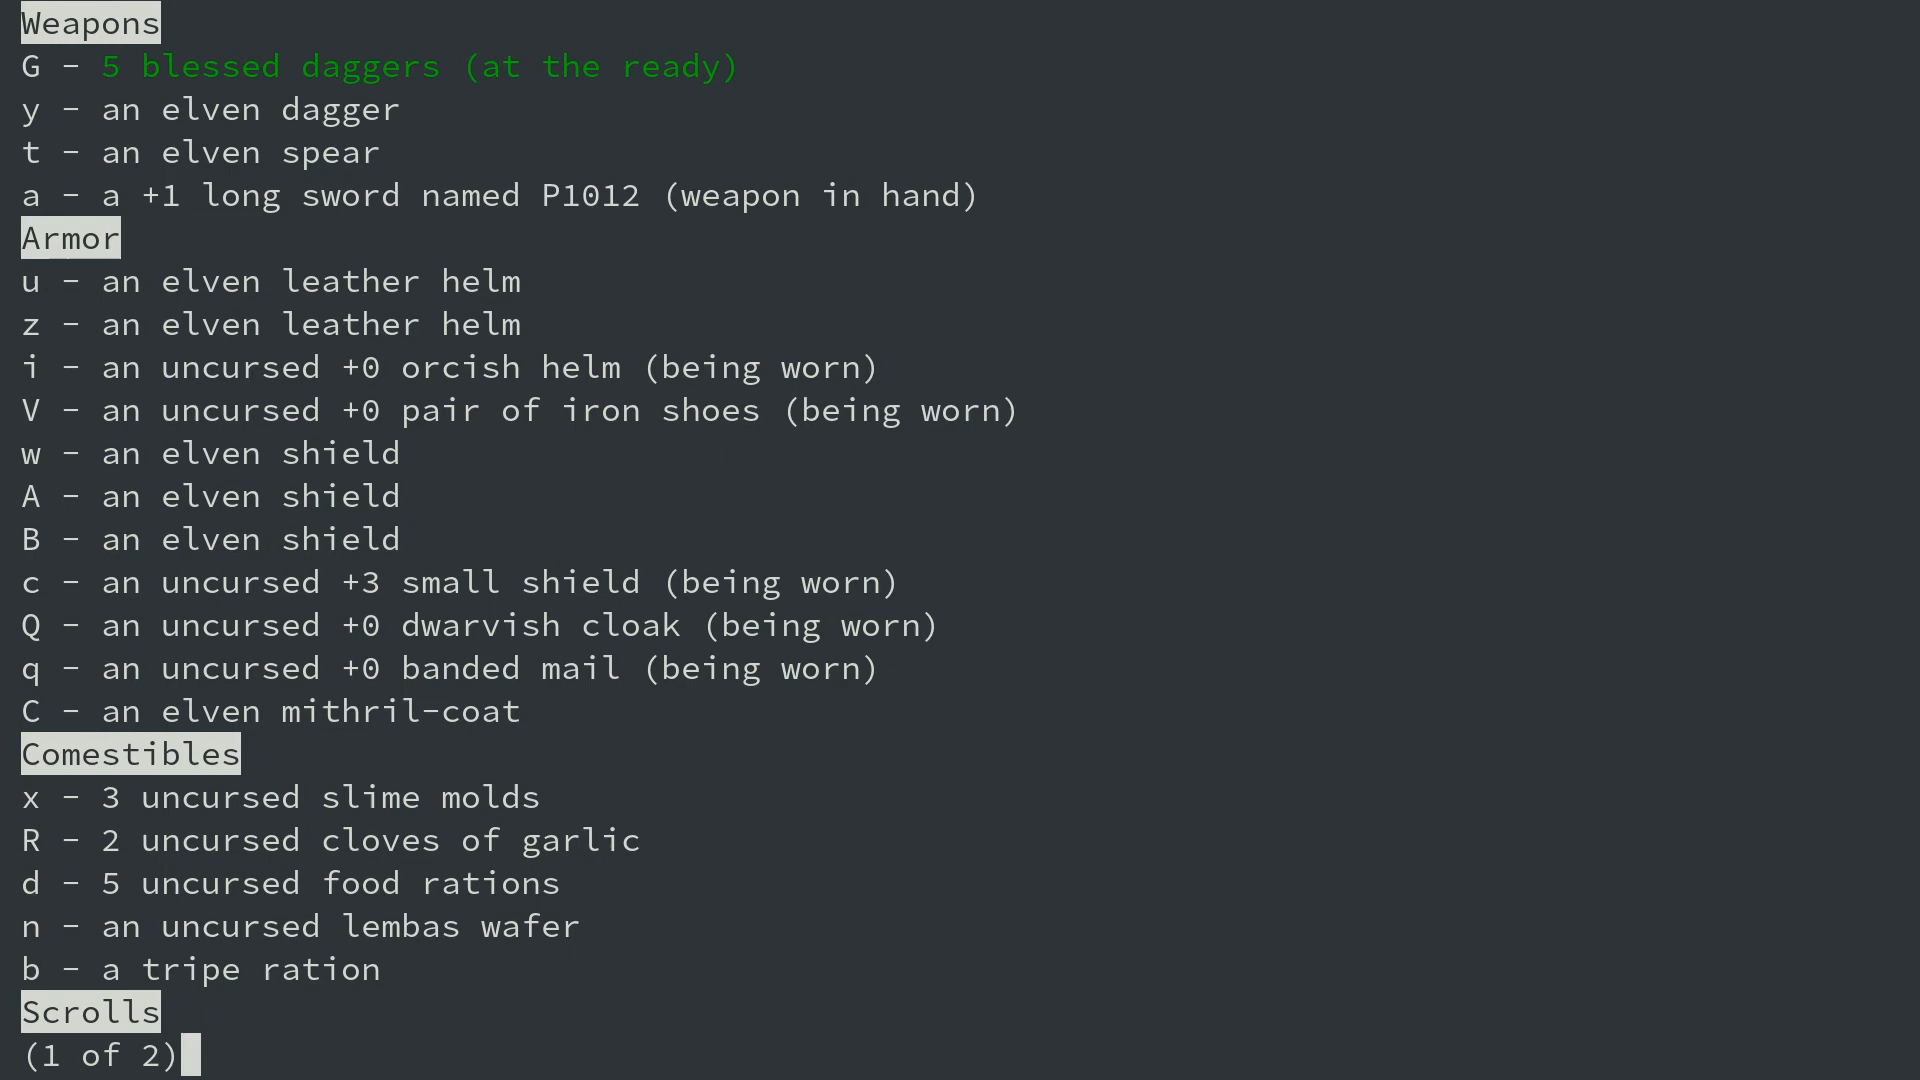 Weapons
G - 5 blessed daggers (at the ready)
y - an elven dagger
t - an elven spear
a - a +1 long sword named P1012 (weapon in hand)
Armor
u - an elven leather helm
z - an elven leather helm
i - an uncursed +0 orcish helm (being worn)
V - an uncursed +0 pair of iron shoes (being worn)
w - an elven shield
A - an elven shield
B - an elven shield
c - an uncursed +3 small shield (being worn)
Q - an uncursed +0 dwarvish cloak (being worn)
q - an uncursed +0 banded mail (being worn)
C - an elven mithril-coat
Comestibles
x - 3 uncursed slime molds
R - 2 uncursed cloves of garlic
d - 5 uncursed food rations
n - an uncursed lembas wafer
b - a tripe ration
Scrolls
(1 of 2)